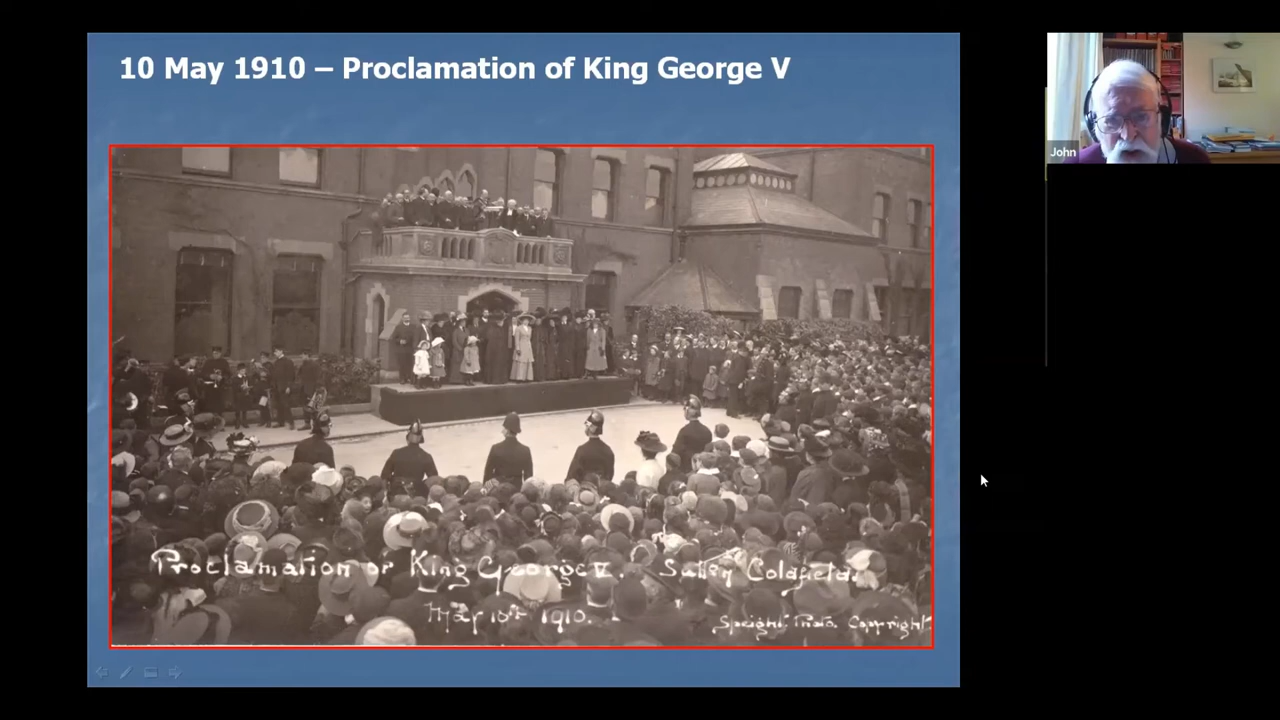 10 May 1910 – Proclamation of King George V
John
Proclamation of King George V. Sutton Coldfield.
May 10th 1910.
Speight. Photo. Copyright